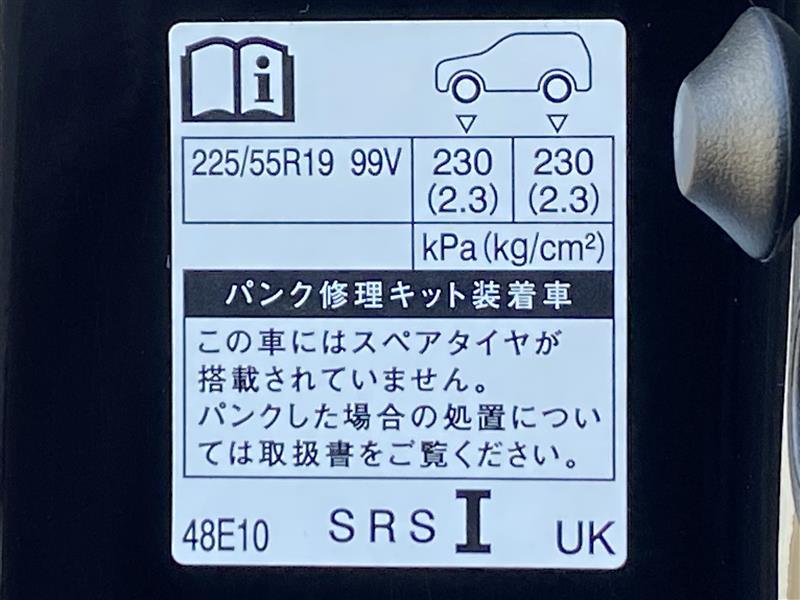 225/55R19 99V 230 (2.3) 230 (2.3)
kPa(kg/cm²)
パンク修理キット装着車
この車にはスペアタイヤが
搭載されていません。
パンクした場合の処置につい
ては取扱書をご覧ください。
48E10 SRS I UK